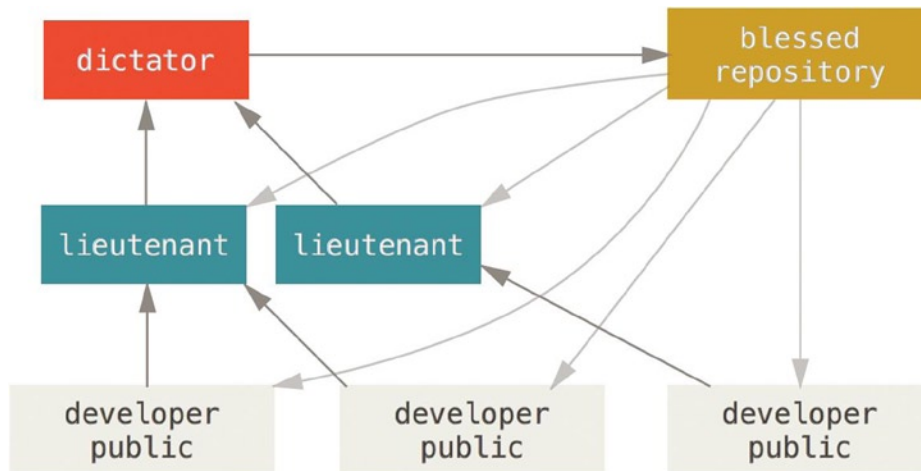 dictator
blessed
repository
lieutenant
lieutenant
developer
public
developer
public
developer
public